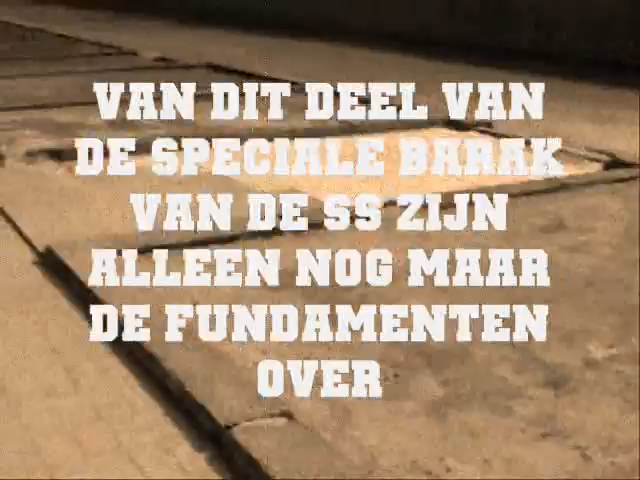 VAN DIT DEEL VAN
DE SPECIALE BARAK
VAN DE SS ZIJN
ALLEEN NOG MAAR
DE FUNDAMENTEN
OVER